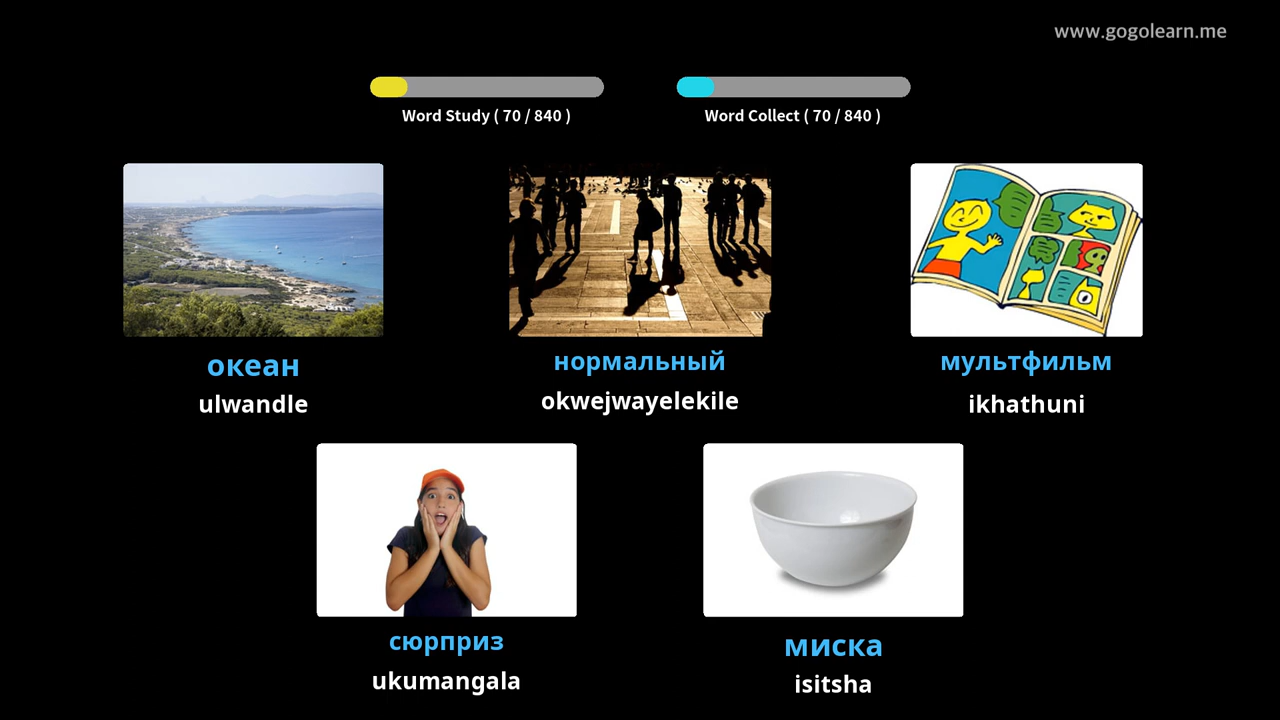 www.gogolearn.me
Word Study ( 70 / 840 )
Word Collect ( 70 / 840 )
океан
ulwandle
нормальный
okwejwayelekile
мультфильм
ikhathuni
сюрприз
ukumangala
миска
isitsha